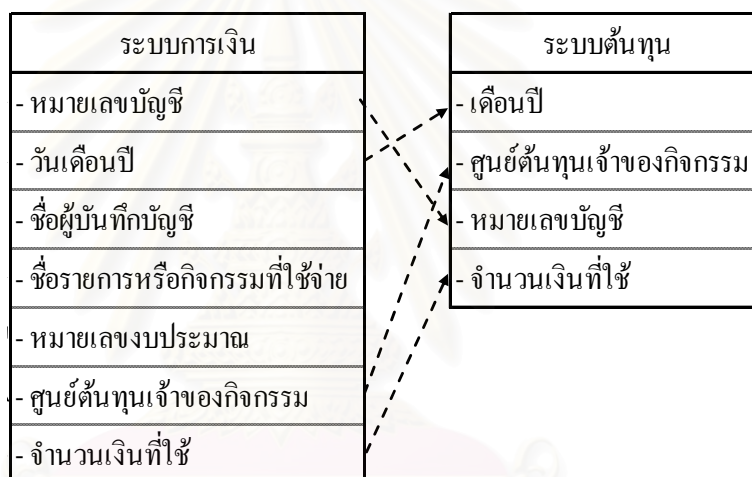 ระบบการเงิน
- หมายเลขบัญชี
- วันเดือนปี
- ชื่อผู้บันทึกบัญชี
- ชื่อรายการหรือกิจกรรมที่ใช้จ่าย
- หมายเลขงบประมาณ
- ศูนย์ต้นทุนเจ้าของกิจกรรม
- จำนวนเงินที่ใช้
ระบบต้นทุน
- เดือนปี
- ศูนย์ต้นทุนเจ้าของกิจกรรม
- หมายเลขบัญชี
- จำนวนเงินที่ใช้